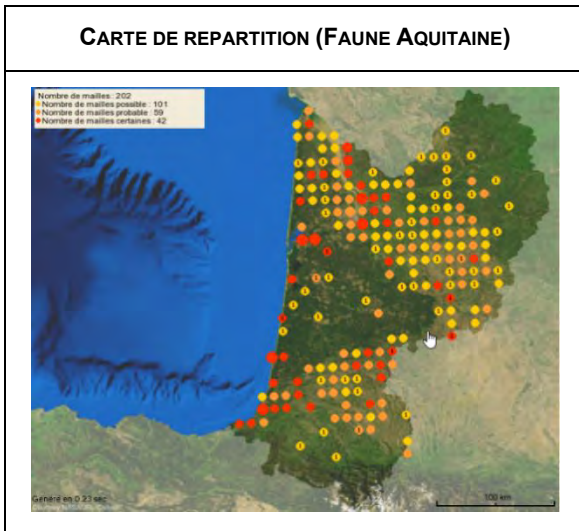 CARTE DE REPARTITION (FAUNE AQUITAINE)
Nombre de mailles : 202
Nombre de mailles possible : 101
Nombre de mailles probable : 59
Nombre de mailles certaines : 42
Généré en 0.23 sec
100 km